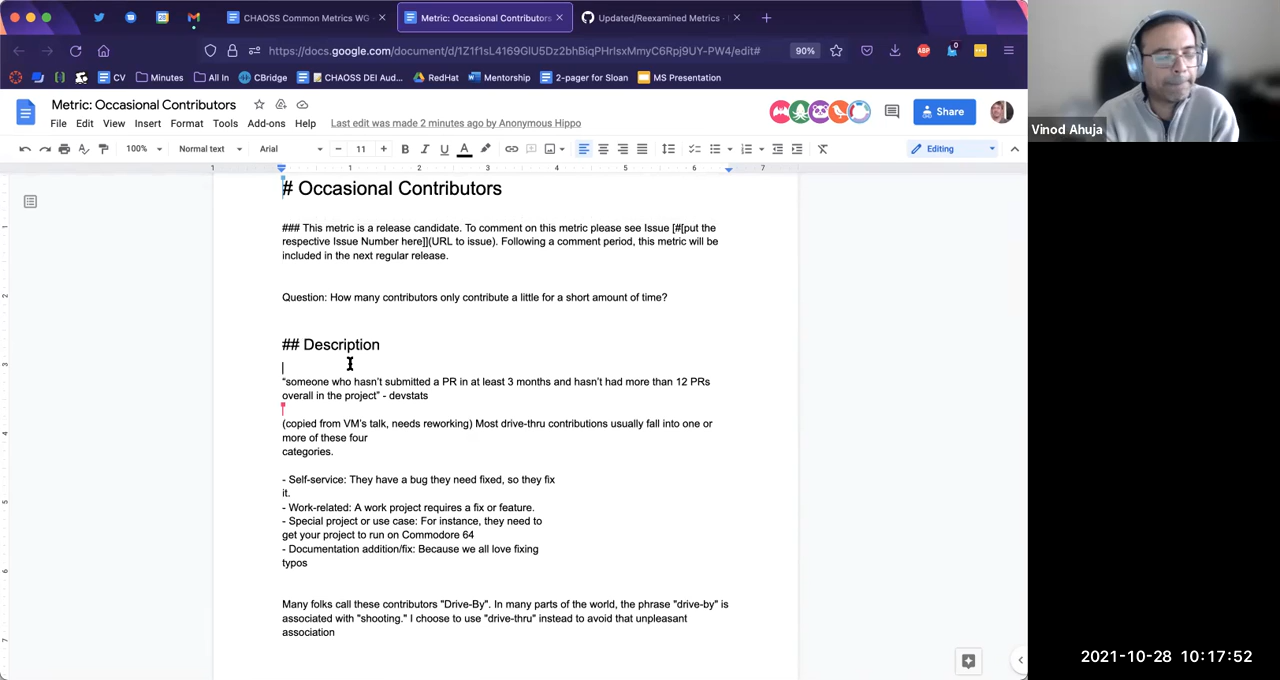 CHAOSS Common Metrics WG
Metric: Occasional Contributors
Updated/Reexamined Metrics
https://docs.google.com/document/d/1Z1f1sL4169GlU5Dz2bhBiqPHrIsxMmyC6Rpj9UY-PW4/edit#
90%
ABP
0
CV
Minutes
All In
CBridge
CHAOSS DEI Aud...
RedHat
Mentorship
2-pager for Sloan
MS Presentation
Metric: Occasional Contributors
Share
File Edit View Insert Format Tools Add-ons Help
Last edit was made 2 minutes ago by Anonymous Hippo
100%
Normal text
Arial
11
Editing
1 1 2 3 4 5 6 7
# Occasional Contributors
### This metric is a release candidate. To comment on this metric please see Issue [#[put the
respective Issue Number here]](URL to issue). Following a comment period, this metric will be
included in the next regular release.
Question: How many contributors only contribute a little for a short amount of time?
## Description
“someone who hasn’t submitted a PR in at least 3 months and hasn’t had more than 12 PRs
overall in the project” - devstats
(copied from VM’s talk, needs reworking) Most drive-thru contributions usually fall into one or
more of these four
categories.
- Self-service: They have a bug they need fixed, so they fix
it.
- Work-related: A work project requires a fix or feature.
- Special project or use case: For instance, they need to
get your project to run on Commodore 64
- Documentation addition/fix: Because we all love fixing
typos
Many folks call these contributors "Drive-By". In many parts of the world, the phrase "drive-by" is
associated with "shooting." I choose to use "drive-thru" instead to avoid that unpleasant
association
Vinod Ahuja
2021-10-28 10:17:52